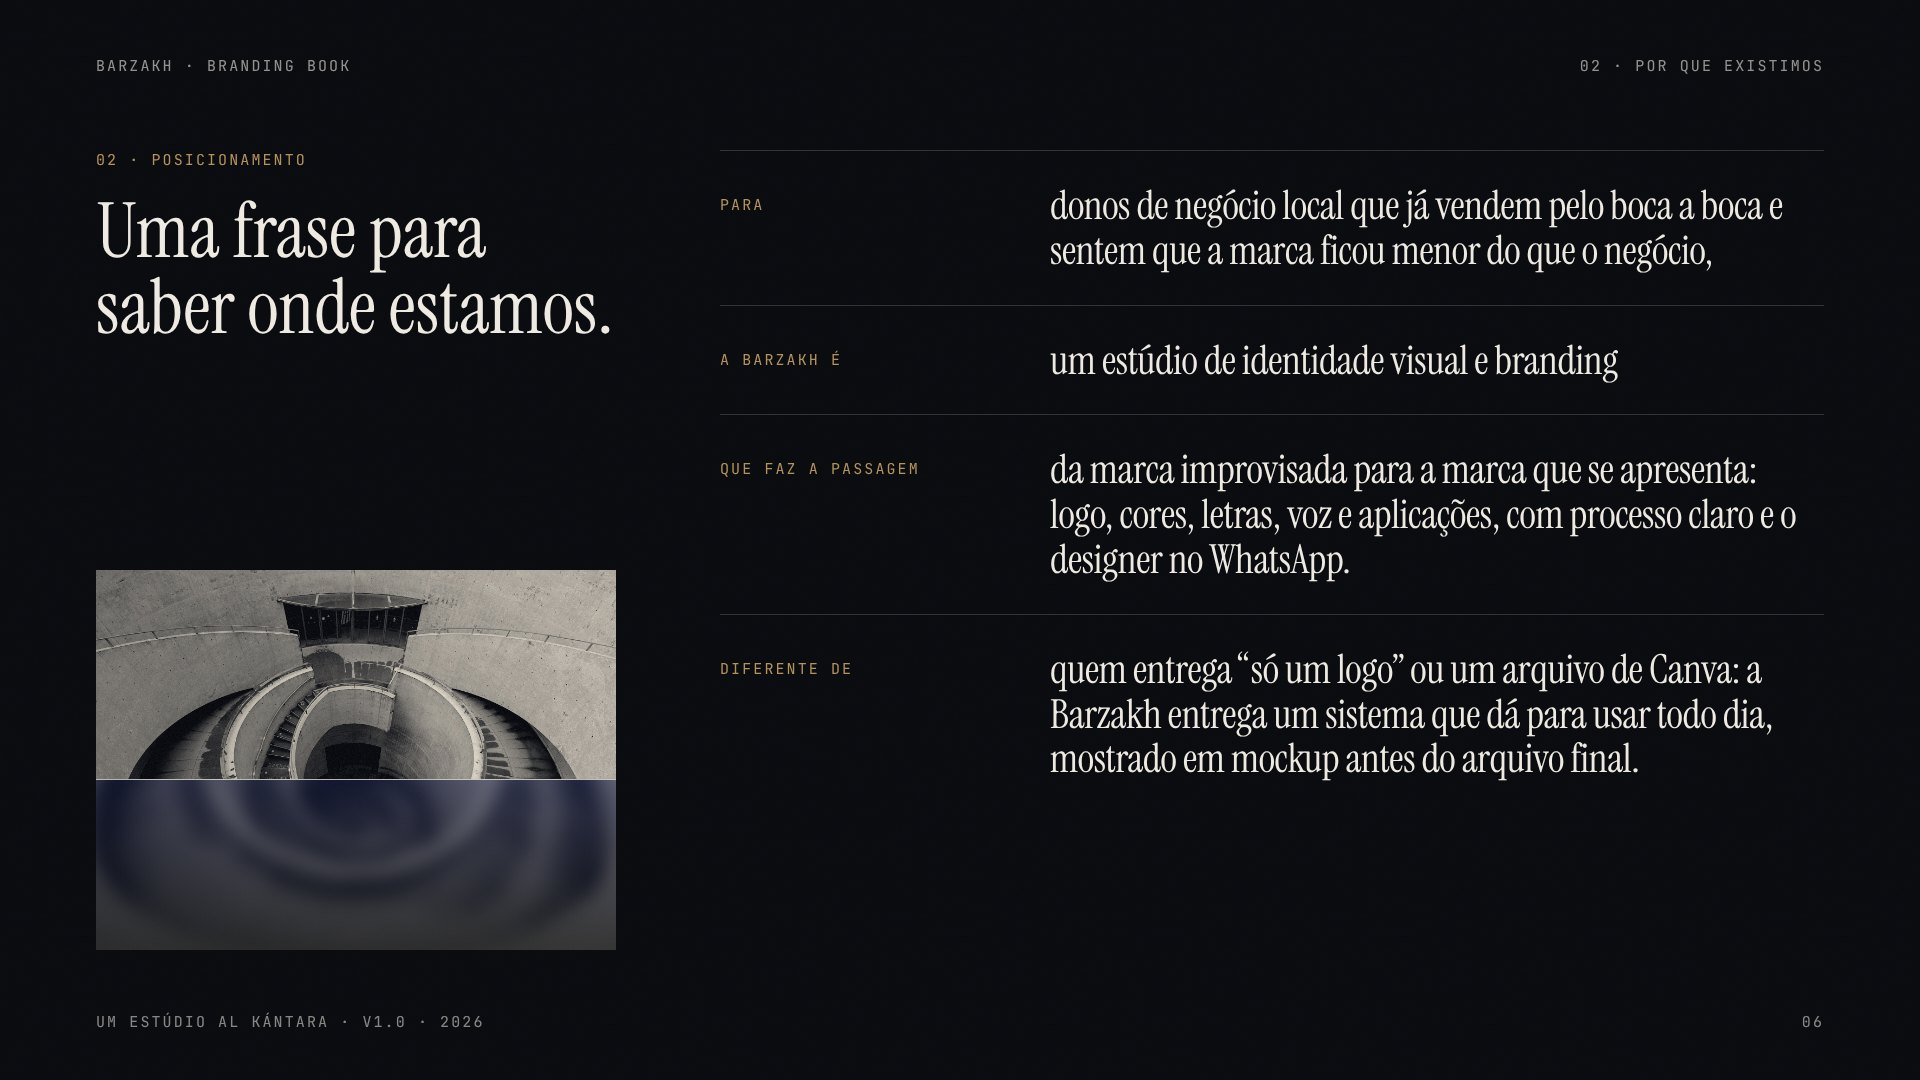 BARZAKH · BRANDING BOOK
02 · POR QUE EXISTIMOS
02 · POSICIONAMENTO
Uma frase para
saber onde estamos.
PARA
donos de negócio local que já vendem pelo boca a boca e
sentem que a marca ficou menor do que o negócio,
A BARZAKH É
um estúdio de identidade visual e branding
QUE FAZ A PASSAGEM
da marca improvisada para a marca que se apresenta:
logo, cores, letras, voz e aplicações, com processo claro e o
designer no WhatsApp.
DIFERENTE DE
quem entrega “só um logo” ou um arquivo de Canva: a
Barzakh entrega um sistema que dá para usar todo dia,
mostrado em mockup antes do arquivo final.
UM ESTÚDIO AL KÁNTARA · V1.0 · 2026
06